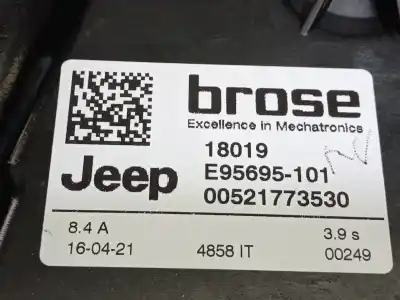 brose
Excellence in Mechatronics
18019
Jeep E95695-101
00521773530
8.4 A 3.9 s
16-04-21 4858 IT 00249